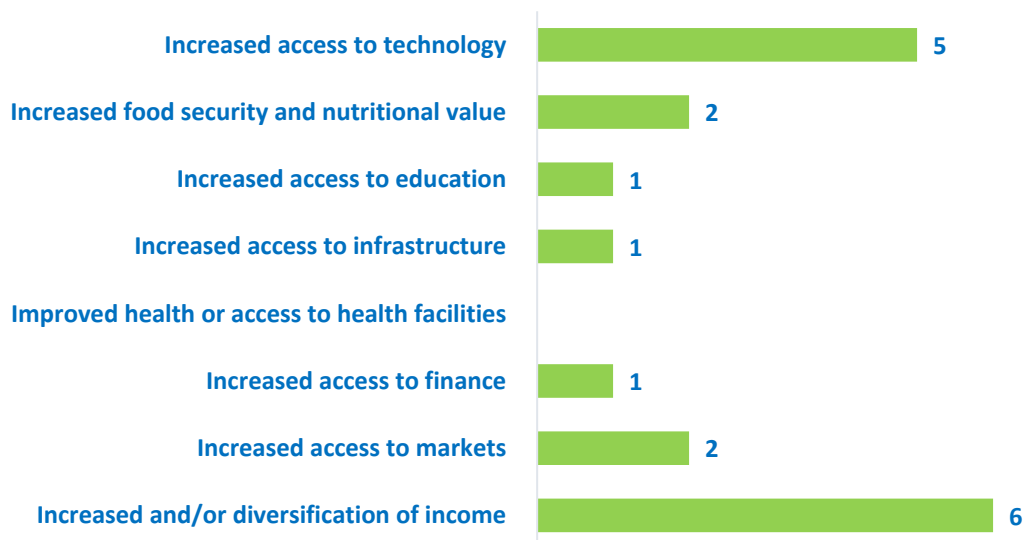 Increased access to technology 5
Increased food security and nutritional value 2
Increased access to education 1
Increased access to infrastructure 1
Improved health or access to health facilities
Increased access to finance 1
Increased access to markets 2
Increased and/or diversification of income 6